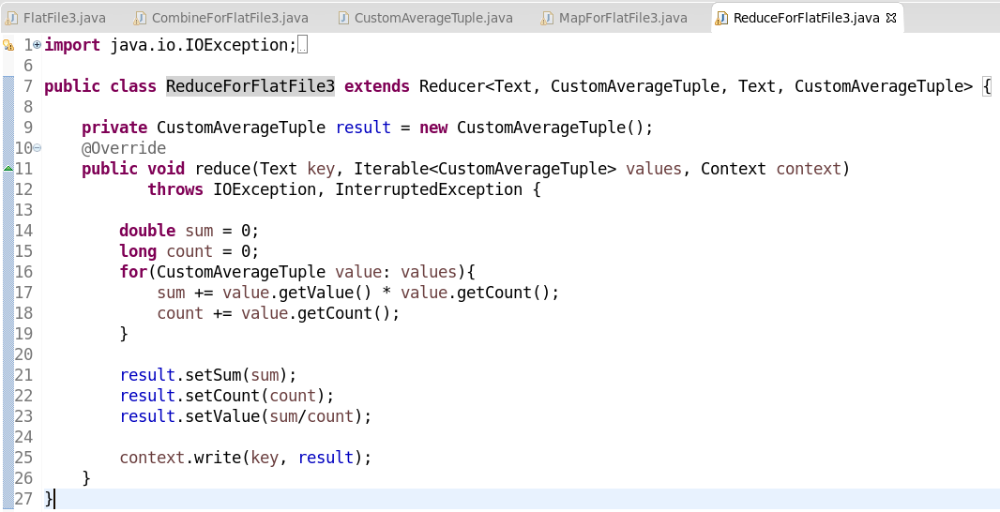 FlatFile3.java CombineForFlatFile3.java CustomAverageTuple.java MapForFlatFile3.java ReduceForFlatFile3.java
1 import java.io.IOException;
6
7 public class ReduceForFlatFile3 extends Reducer<Text, CustomAverageTuple, Text, CustomAverageTuple> {
8
9     private CustomAverageTuple result = new CustomAverageTuple();
10     @Override
11     public void reduce(Text key, Iterable<CustomAverageTuple> values, Context context)
12            throws IOException, InterruptedException {
13
14         double sum = 0;
15         long count = 0;
16         for(CustomAverageTuple value: values){
17             sum += value.getValue() * value.getCount();
18             count += value.getCount();
19         }
20
21         result.setSum(sum);
22         result.setCount(count);
23         result.setValue(sum/count);
24
25         context.write(key, result);
26     }
27 }